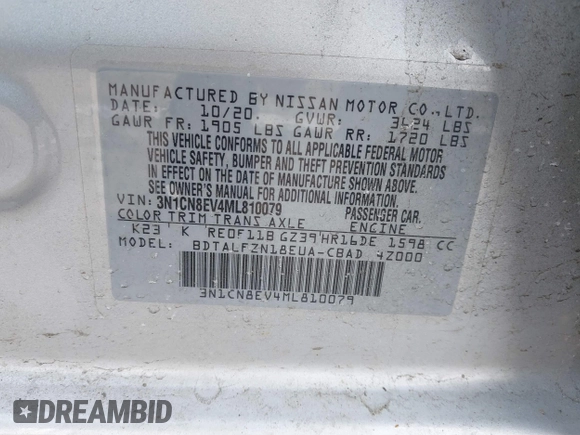 MANUFACTURED BY NISSAN MOTOR CO., LTD.
DATE: 10/20 GVWR: 3424 LBS
GAWR FR: 1905 LBS GAWR RR: 1720 LBS
THIS VEHICLE CONFORMS TO ALL APPLICABLE FEDERAL MOTOR
VEHICLE SAFETY, BUMPER AND THEFT PREVENTION STANDARDS
IN EFFECT ON THE DATE OF MANUFACTURE SHOWN ABOVE.
SEE OWNER'S MANUAL FOR ADDITIONAL INFORMATION.
VIN: 3N1CN8EV4ML810079 PASSENGER CAR.
COLOR TRIM TRANS AXLE ENGINE
K23 K RE0F11B GZ39 HR16DE 1598 CC
MODEL: BDTALFZN18EUA-CBAD 4Z000
3N1CN8EV4ML810079
DREAMBID